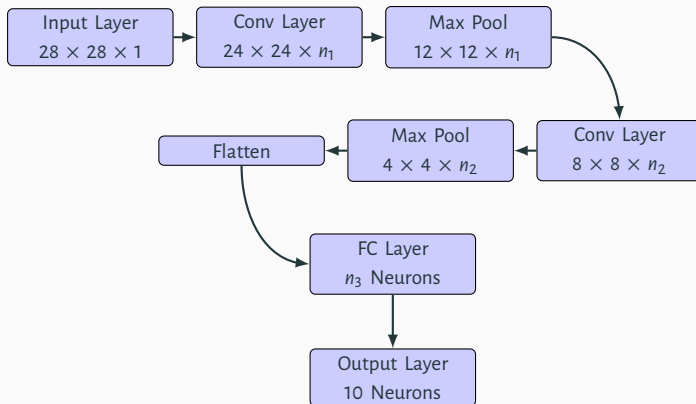 Input Layer
28 × 28 × 1
Conv Layer
24 × 24 × n₁
Max Pool
12 × 12 × n₁
Conv Layer
8 × 8 × n₂
Max Pool
4 × 4 × n₂
Flatten
FC Layer
n₃ Neurons
Output Layer
10 Neurons